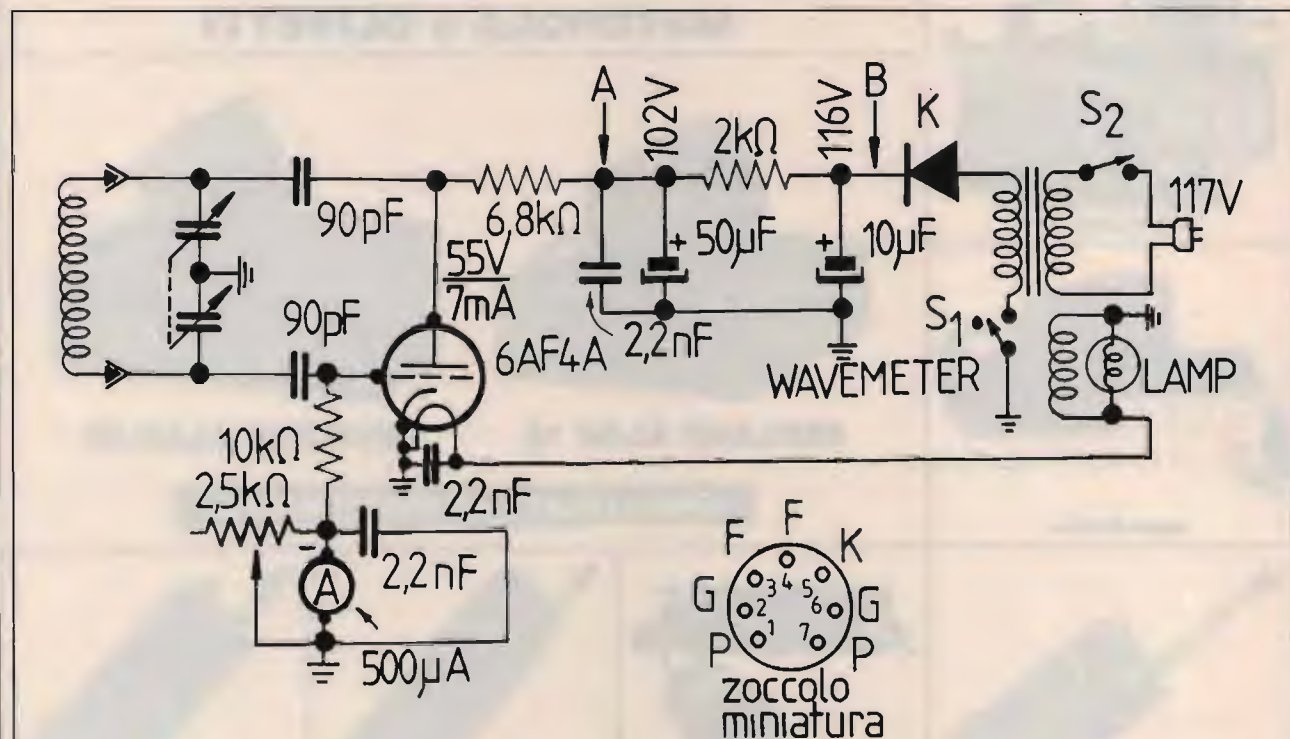 A
102V
116V
B
K
S2
2kΩ
117V
90pF
6,8kΩ
50µF
10µF
55V
7mA
90pF
6AF4A
2,2nF
S1
WAVEMETER
LAMP
10kΩ
2,5kΩ
2,2nF
2,2nF
A
500µA
F
F
K
G
G
P
P
3
4
5
2
6
1
7
zoccolo
miniatura
+
+
-